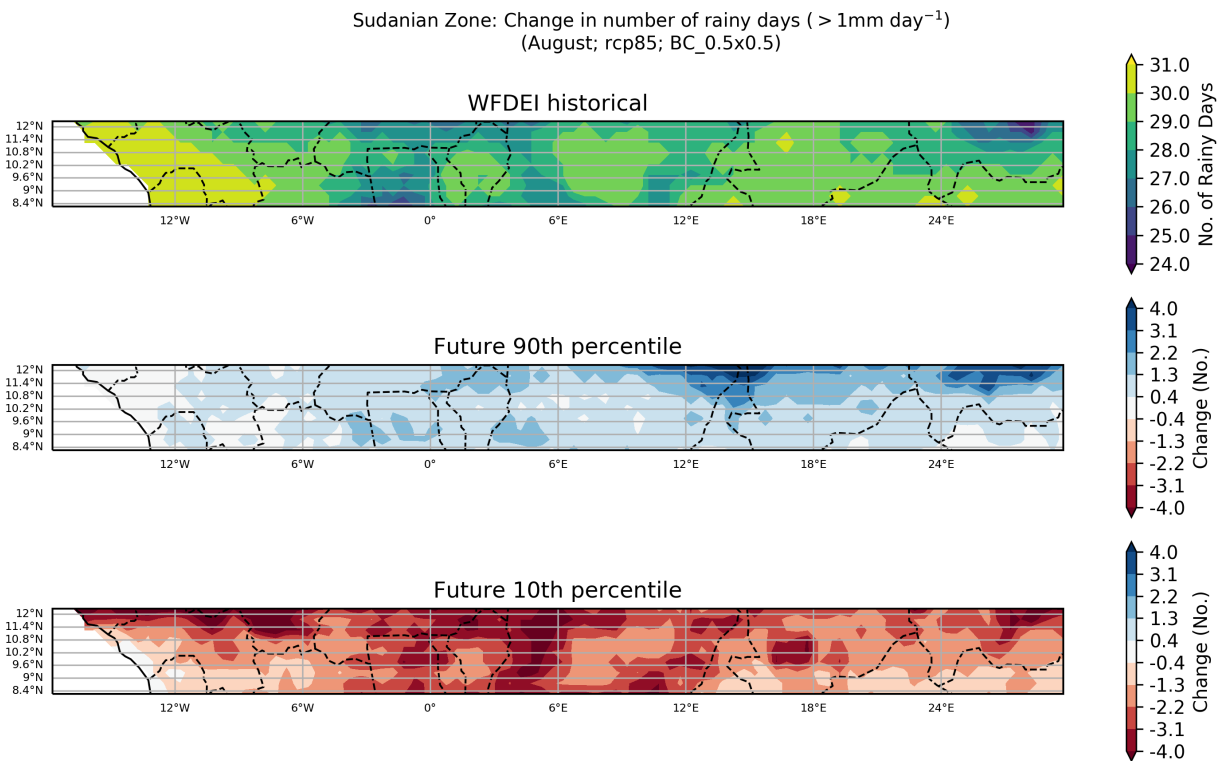 Sudanian Zone: Change in number of rainy days ( > 1mm day⁻¹)
(August; rcp85; BC_0.5x0.5)
WFDEI historical
12°N
11.4°N
10.8°N
10.2°N
9.6°N
9°N
8.4°N
12°W 6°W 0° 6°E 12°E 18°E 24°E
31.0
30.0
29.0
28.0
27.0
26.0
25.0
24.0
No. of Rainy Days
Future 90th percentile
12°N
11.4°N
10.8°N
10.2°N
9.6°N
9°N
8.4°N
12°W 6°W 0° 6°E 12°E 18°E 24°E
4.0
3.1
2.2
1.3
0.4
-0.4
-1.3
-2.2
-3.1
-4.0
Change (No.)
Future 10th percentile
12°N
11.4°N
10.8°N
10.2°N
9.6°N
9°N
8.4°N
12°W 6°W 0° 6°E 12°E 18°E 24°E
4.0
3.1
2.2
1.3
0.4
-0.4
-1.3
-2.2
-3.1
-4.0
Change (No.)